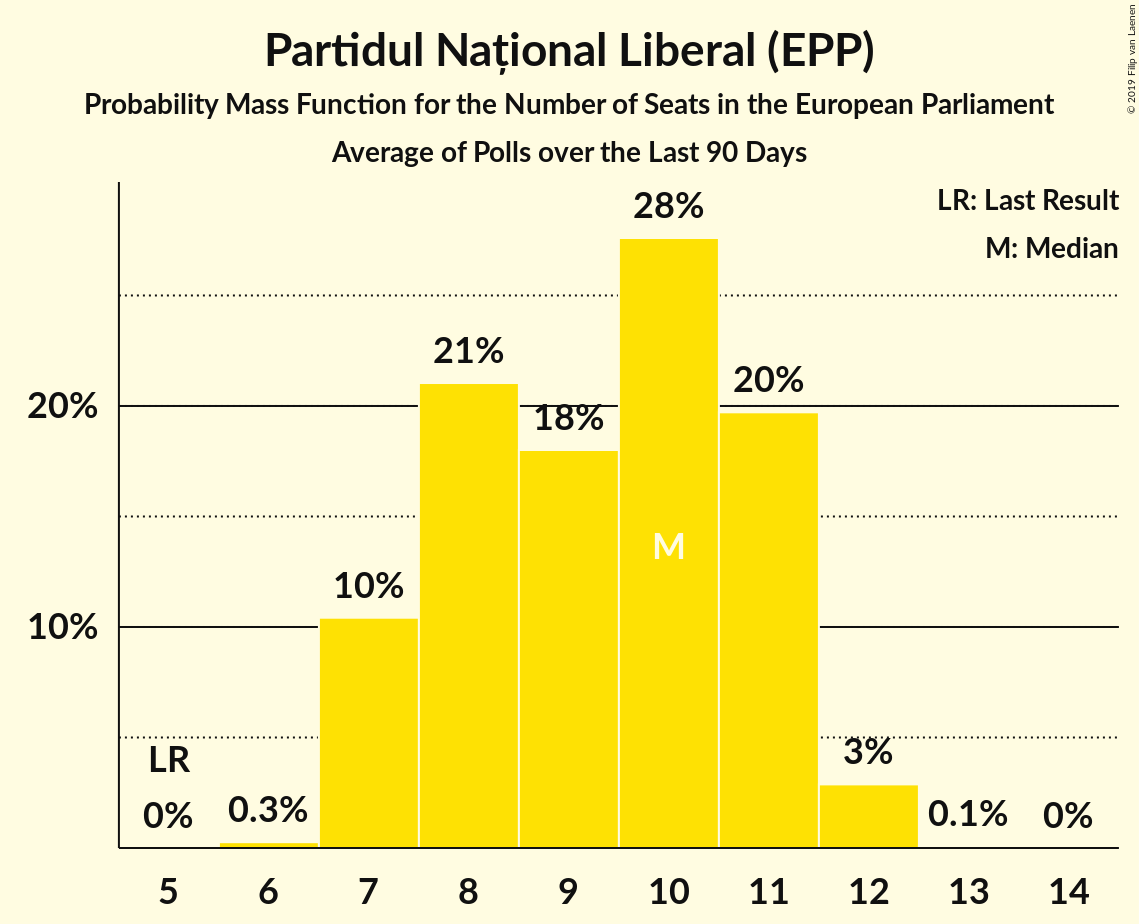 Partidul Național Liberal (EPP)
Probability Mass Function for the Number of Seats in the European Parliament
Average of Polls over the Last 90 Days
© 2019 Filip van Laenen
LR: Last Result
M: Median
28%
21%
20%
18%
20%
M
10%
10%
LR
3%
0%
0.3%
0.1%
0%
5 6 7 8 9 10 11 12 13 14